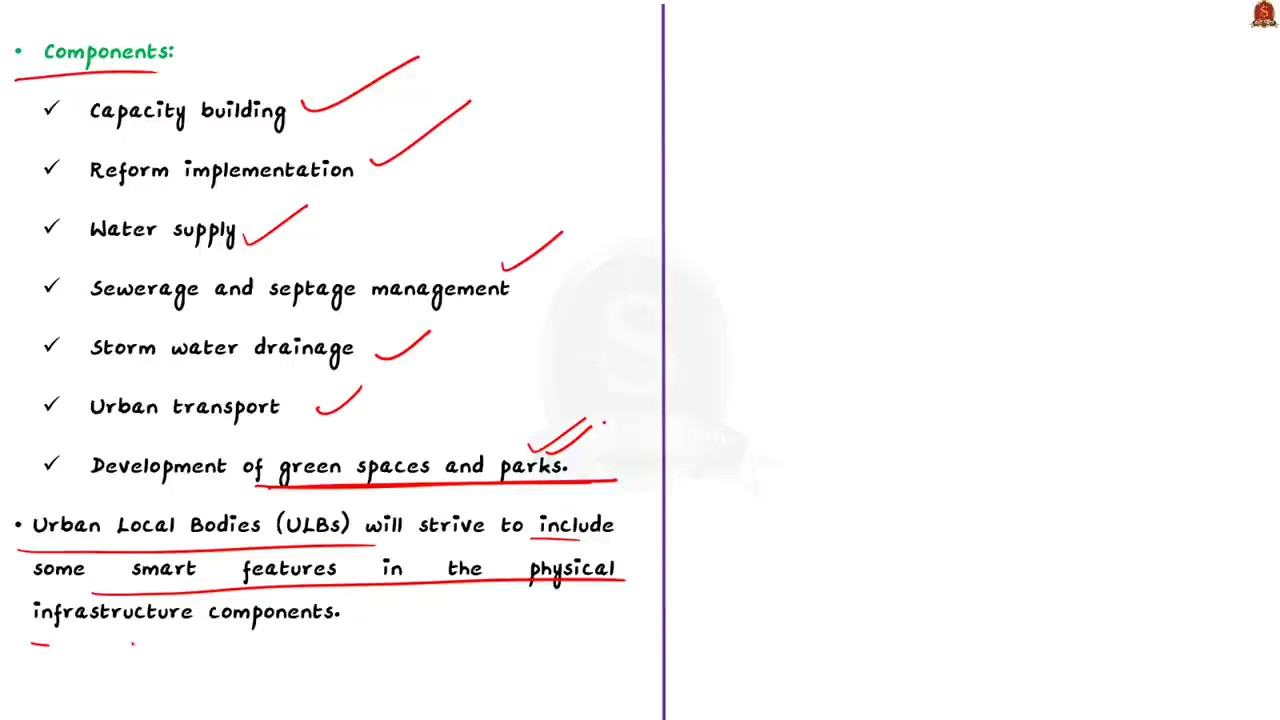 • Components:
✓ Capacity building
✓ Reform implementation
✓ Water supply
✓ Sewerage and septage management
✓ Storm water drainage
✓ Urban transport
✓ Development of green spaces and parks.
• Urban Local Bodies (ULBs) will strive to include
some smart features in the physical
infrastructure components.